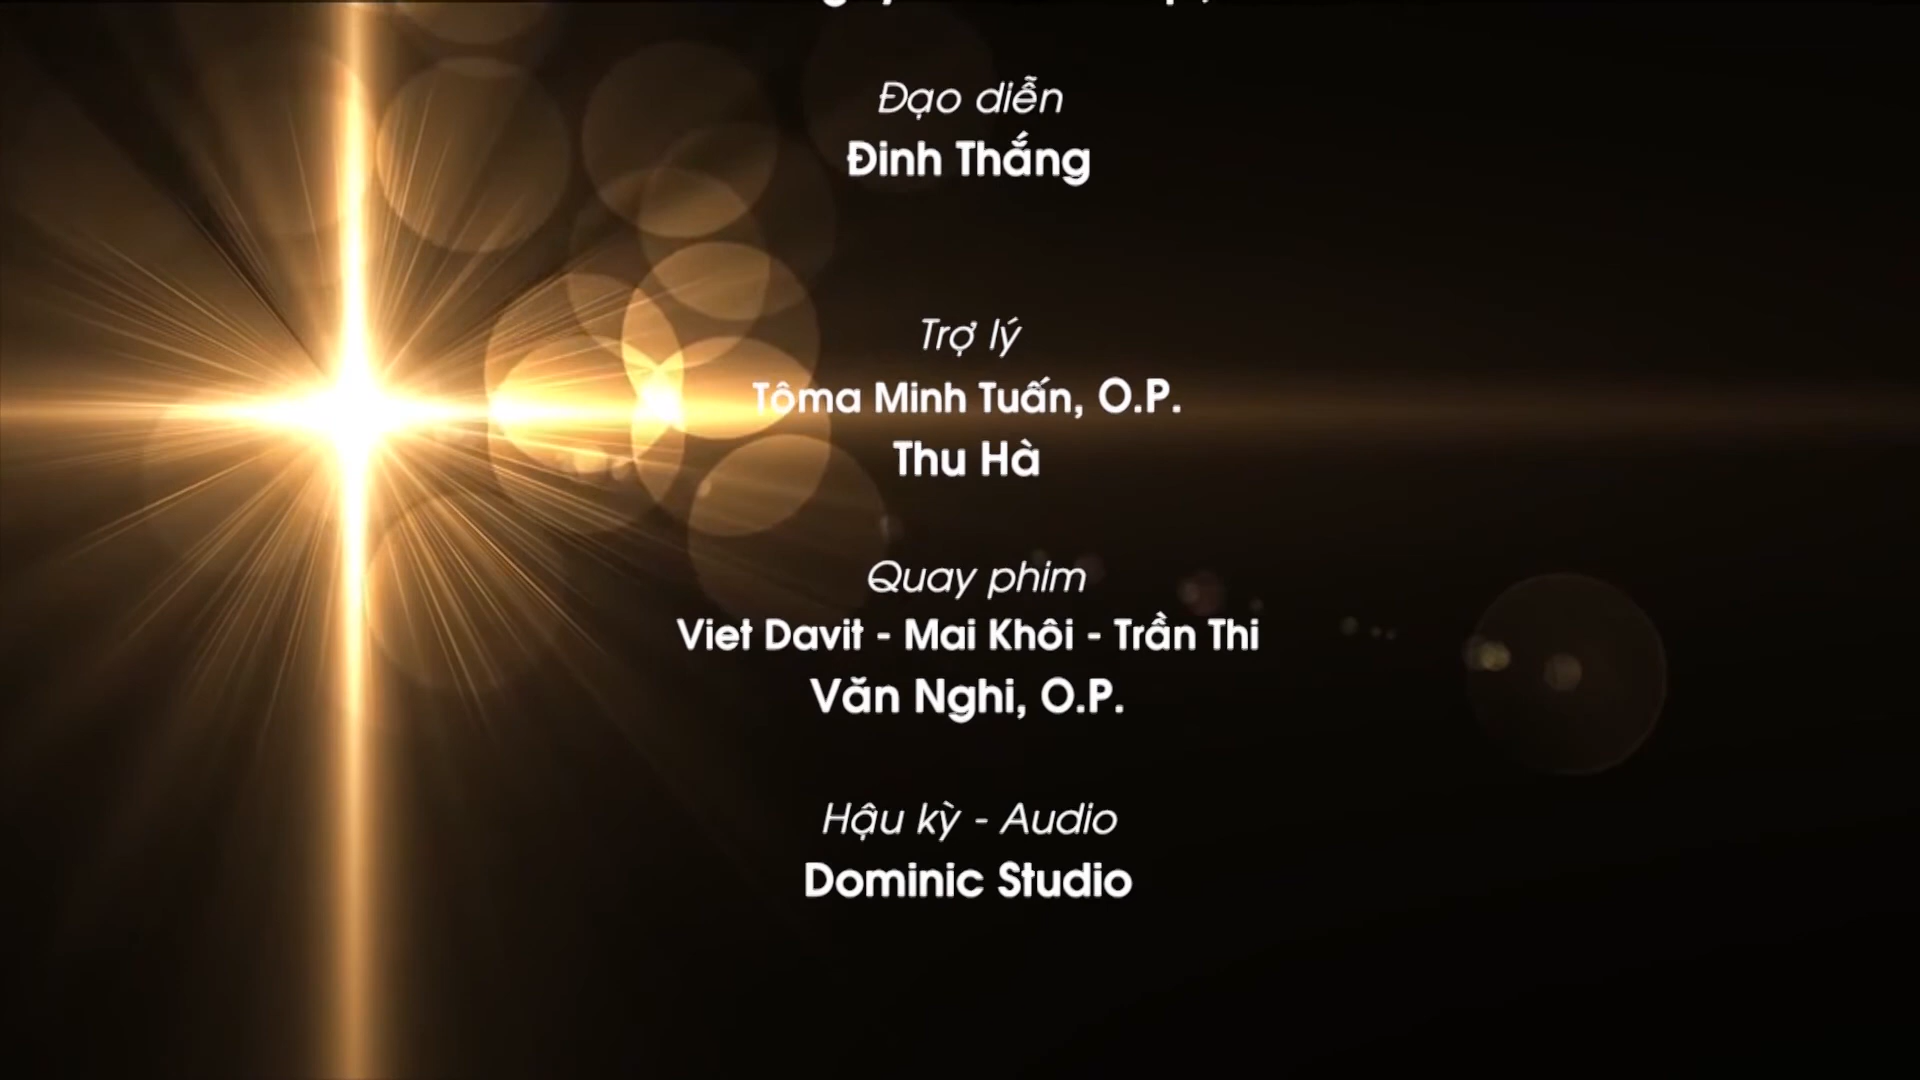 Đạo diễn
Đinh Thắng
Trợ lý
Tôma Minh Tuấn, O.P.
Thu Hà
Quay phim
Viet Davit - Mai Khôi - Trần Thi
Văn Nghi, O.P.
Hậu kỳ - Audio
Dominic Studio